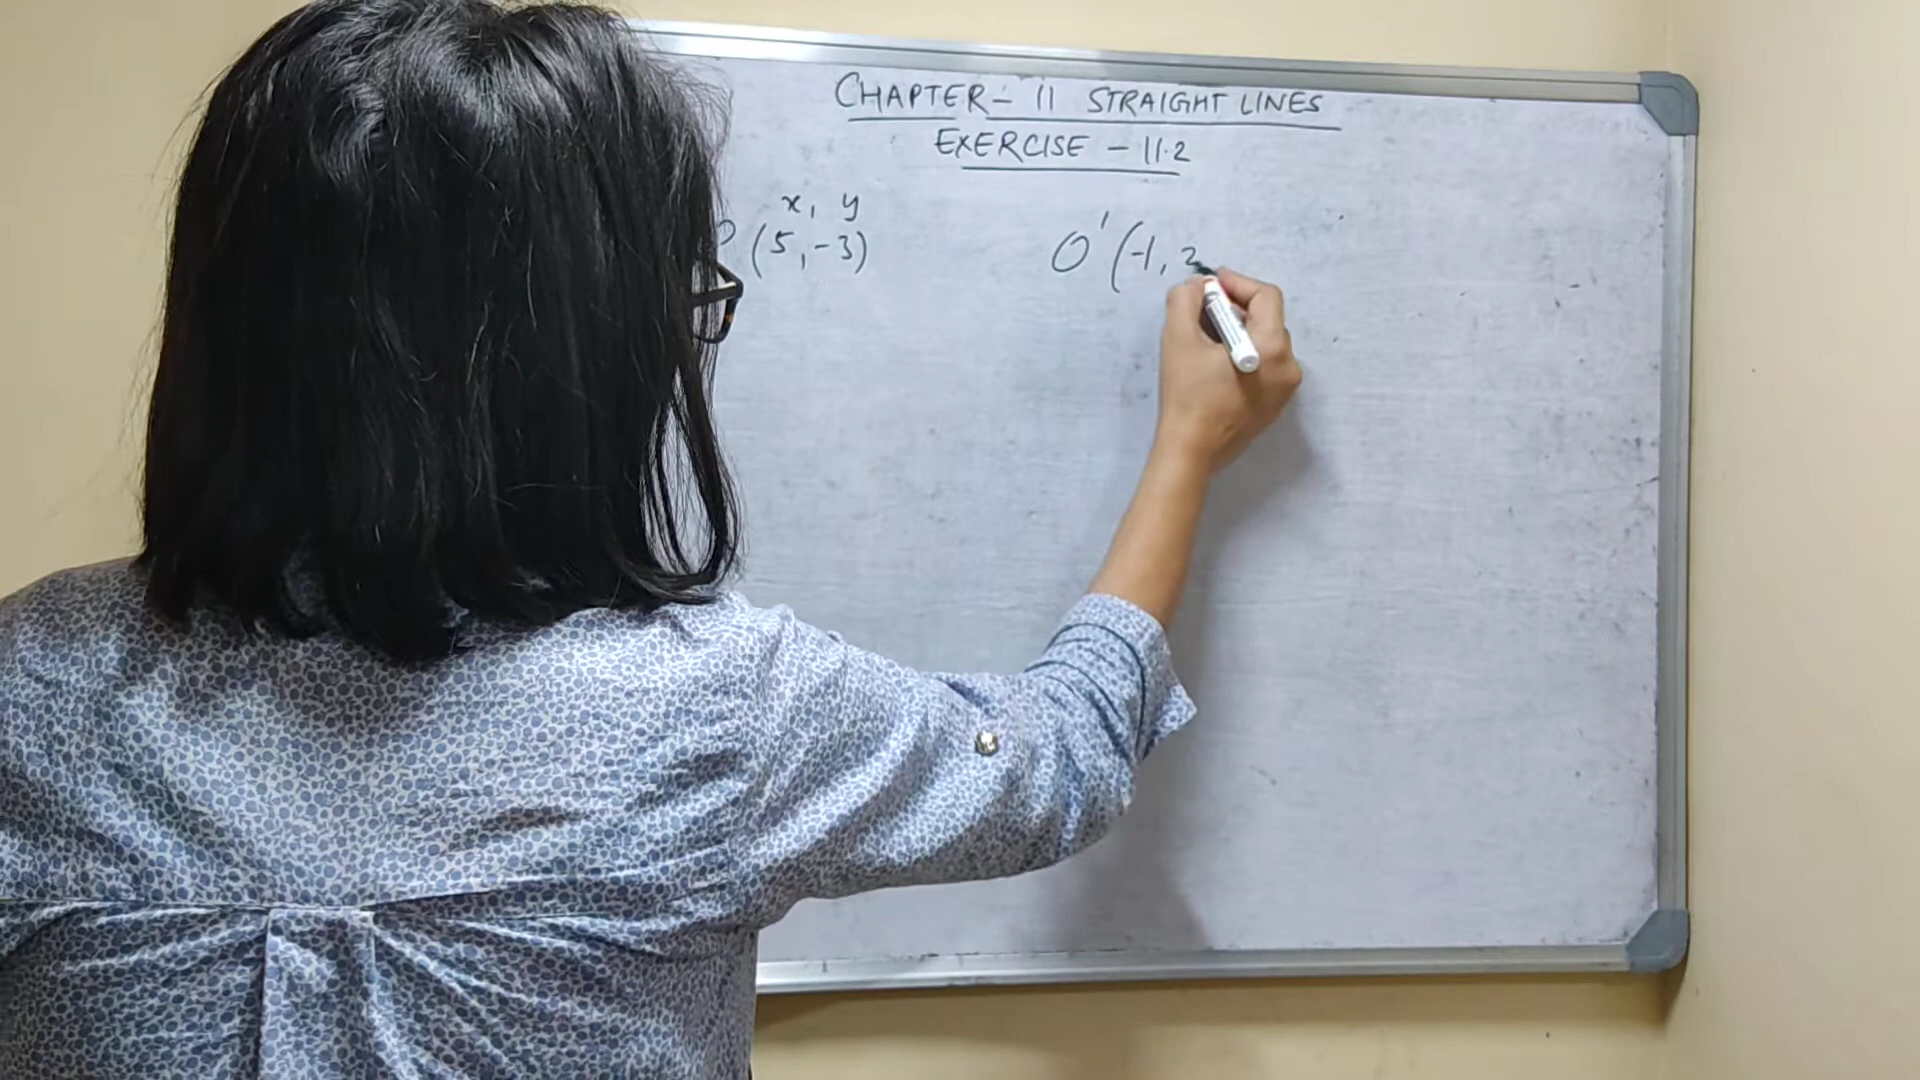 CHAPTER - 11 STRAIGHT LINES
EXERCISE - 11.2
x, y
(5, -3)
O' (-1, 2